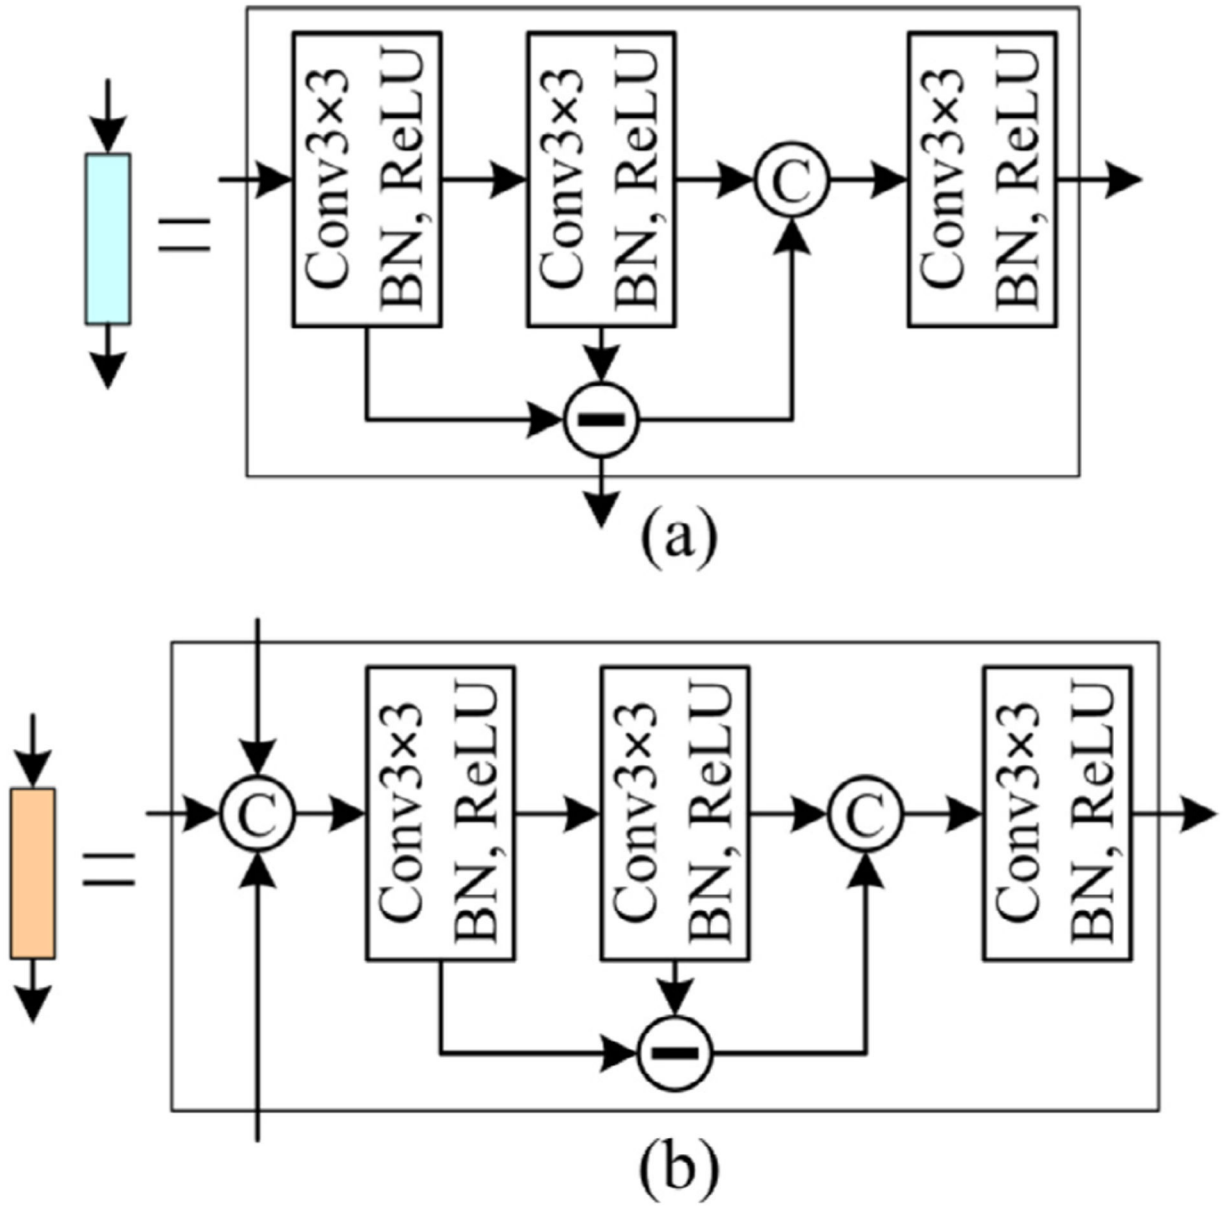 Conv3×3
BN, ReLU
Conv3×3
BN, ReLU
C
Conv3×3
BN, ReLU
(a)
C
Conv3×3
BN, ReLU
Conv3×3
BN, ReLU
C
Conv3×3
BN, ReLU
(b)